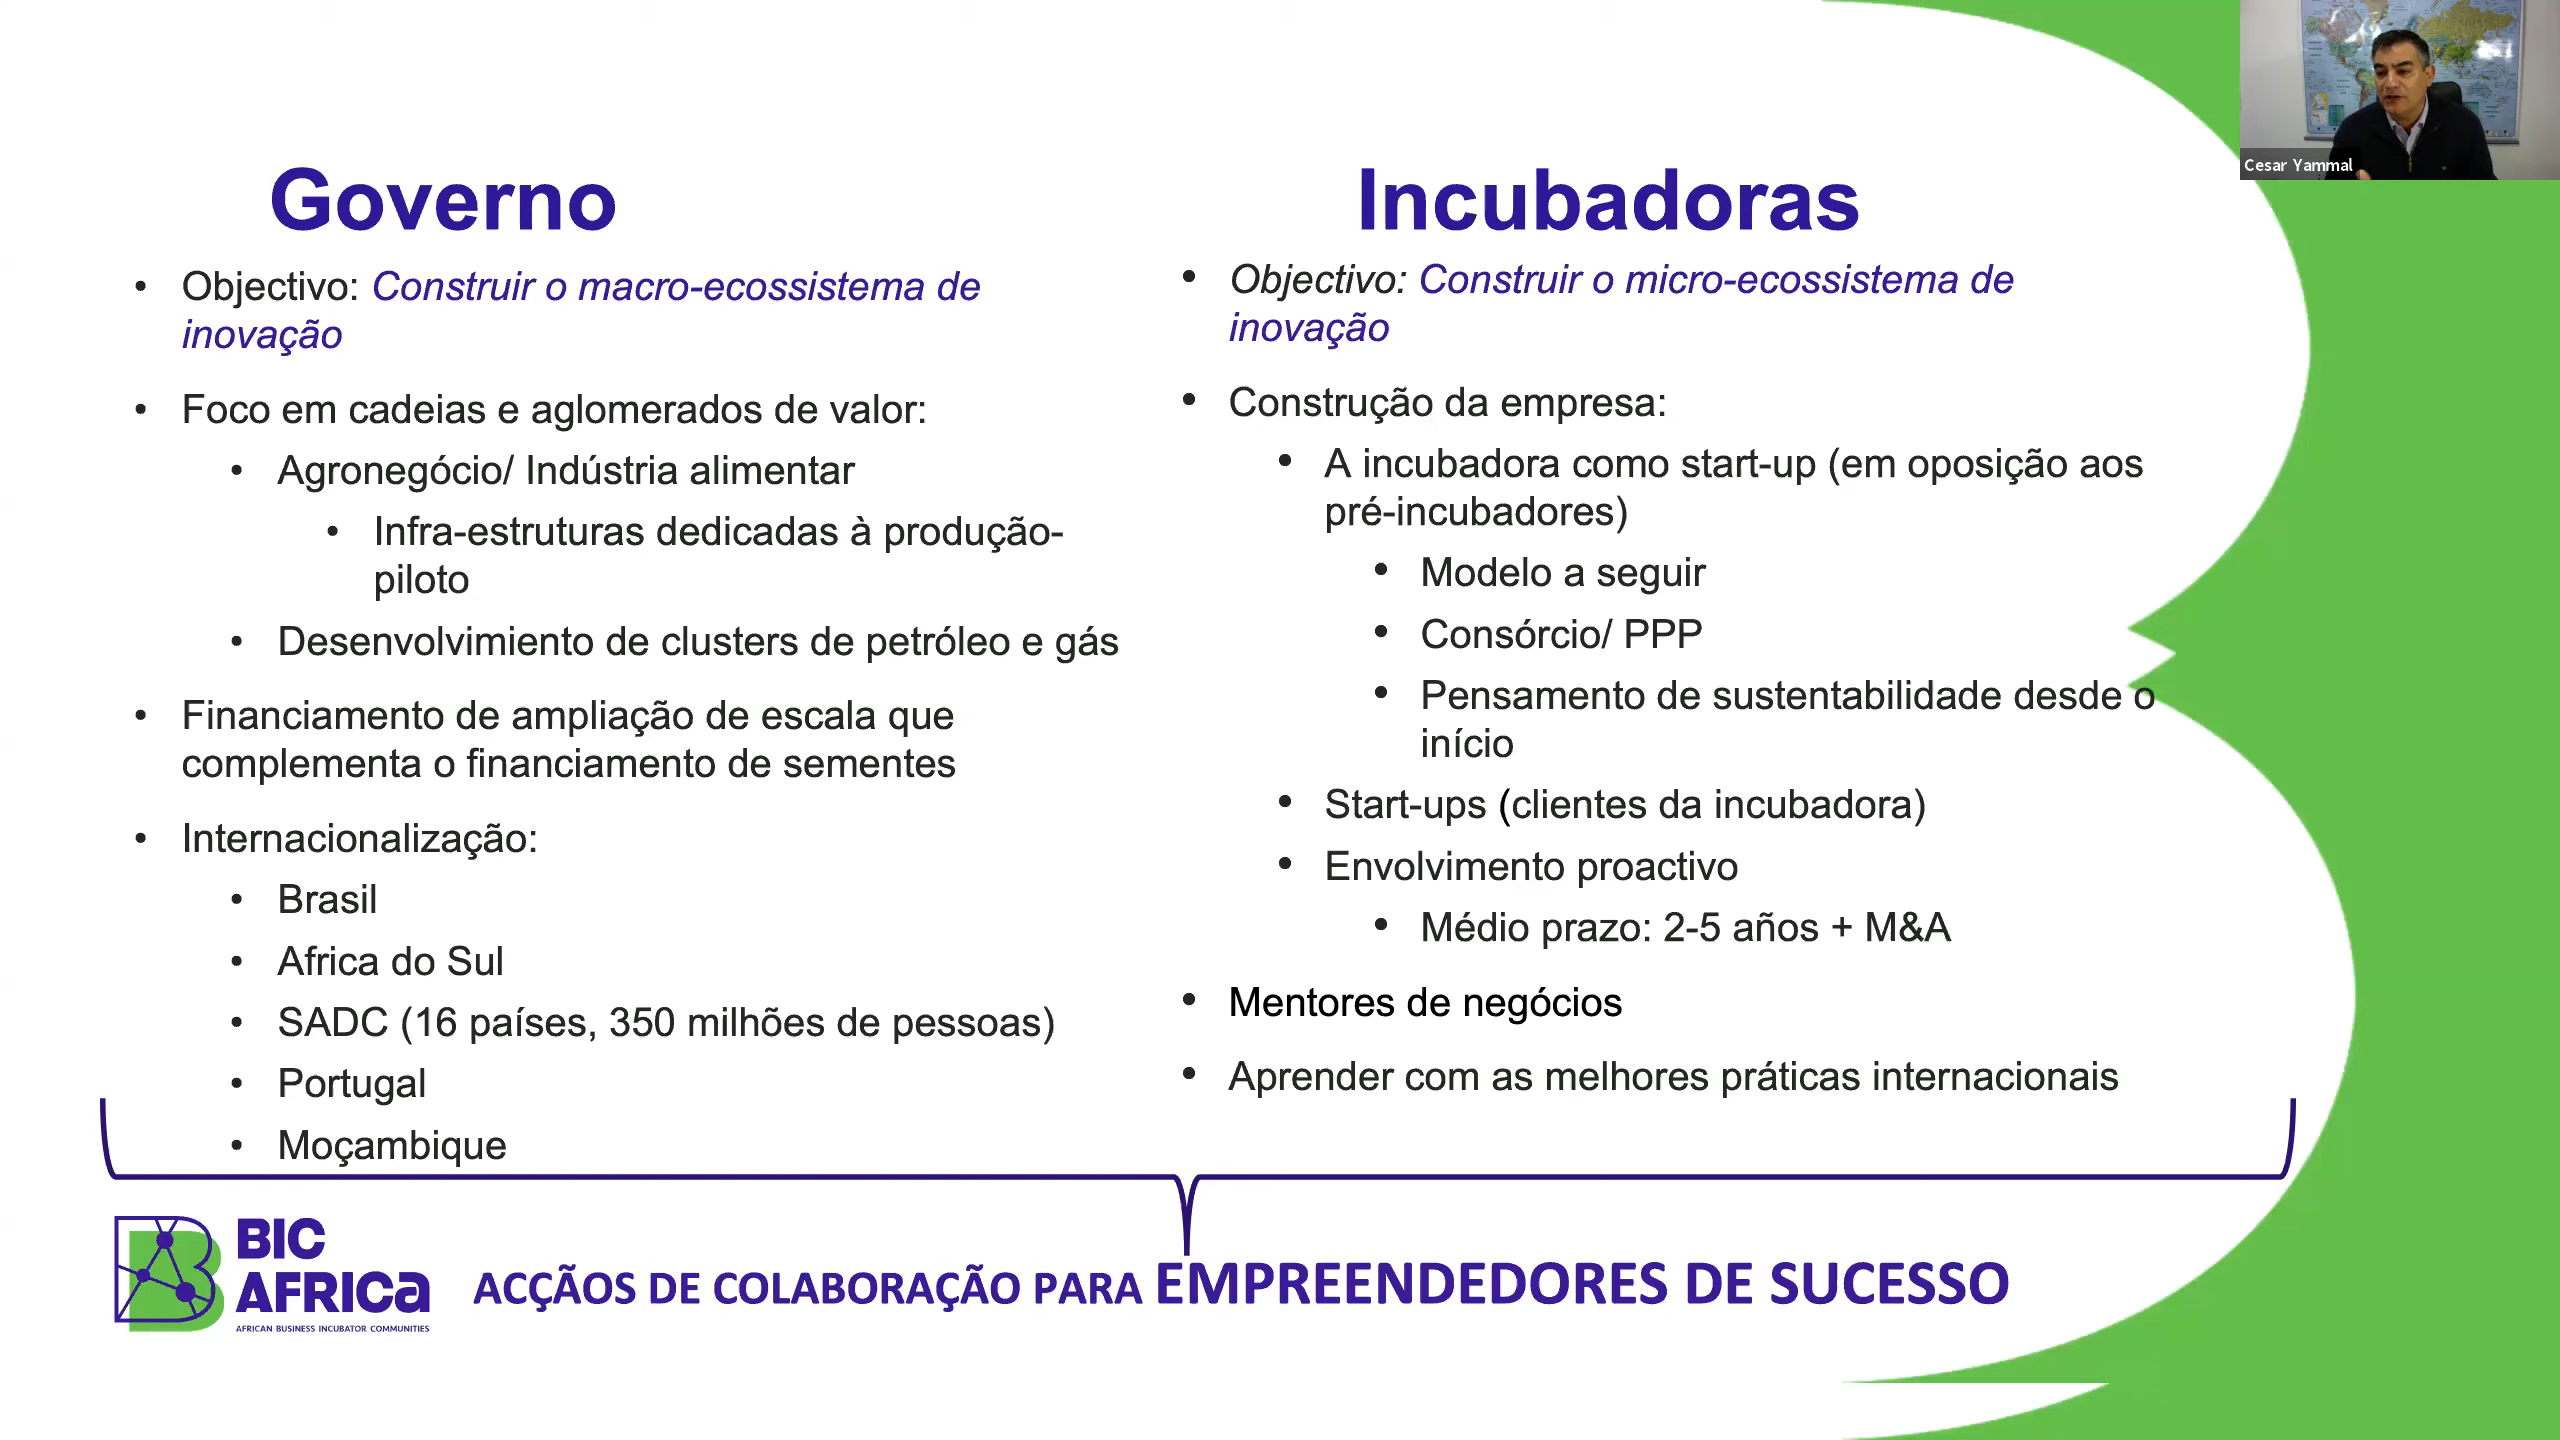 Governo
• Objectivo: Construir o macro-ecossistema de
inovação
• Foco em cadeias e aglomerados de valor:
• Agronegócio/ Indústria alimentar
• Infra-estruturas dedicadas à produção-
piloto
• Desenvolvimiento de clusters de petróleo e gás
• Financiamento de ampliação de escala que
complementa o financiamento de sementes
• Internacionalização:
• Brasil
• Africa do Sul
• SADC (16 países, 350 milhões de pessoas)
• Portugal
• Moçambique
Incubadoras
• Objectivo: Construir o micro-ecossistema de
inovação
• Construção da empresa:
• A incubadora como start-up (em oposição aos
pré-incubadores)
• Modelo a seguir
• Consórcio/ PPP
• Pensamento de sustentabilidade desde o
início
• Start-ups (clientes da incubadora)
• Envolvimento proactivo
• Médio prazo: 2-5 años + M&A
• Mentores de negócios
• Aprender com as melhores práticas internacionais
Cesar Yammal
BIC
AFRICa
AFRICAN BUSINESS INCUBATOR COMMUNITIES
ACÇÃOS DE COLABORAÇÃO PARA EMPREENDEDORES DE SUCESSO